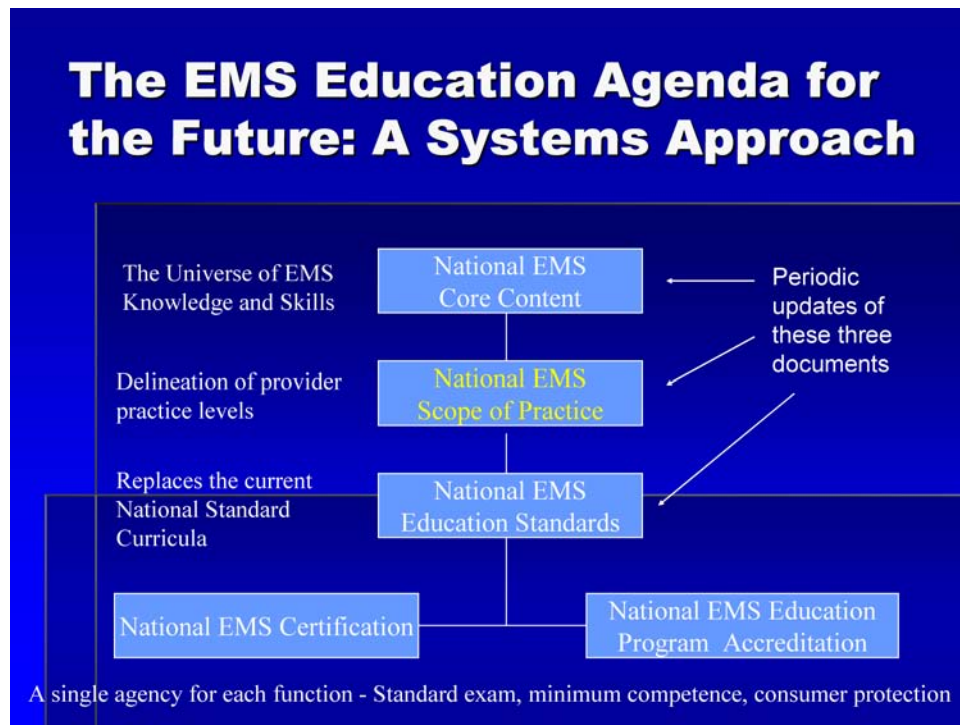 The EMS Education Agenda for
the Future: A Systems Approach
The Universe of EMS
Knowledge and Skills
National EMS
Core Content
Periodic
updates of
these three
documents
Delineation of provider
practice levels
National EMS
Scope of Practice
Replaces the current
National Standard
Curricula
National EMS
Education Standards
National EMS Certification
National EMS Education
Program Accreditation
A single agency for each function - Standard exam, minimum competence, consumer protection